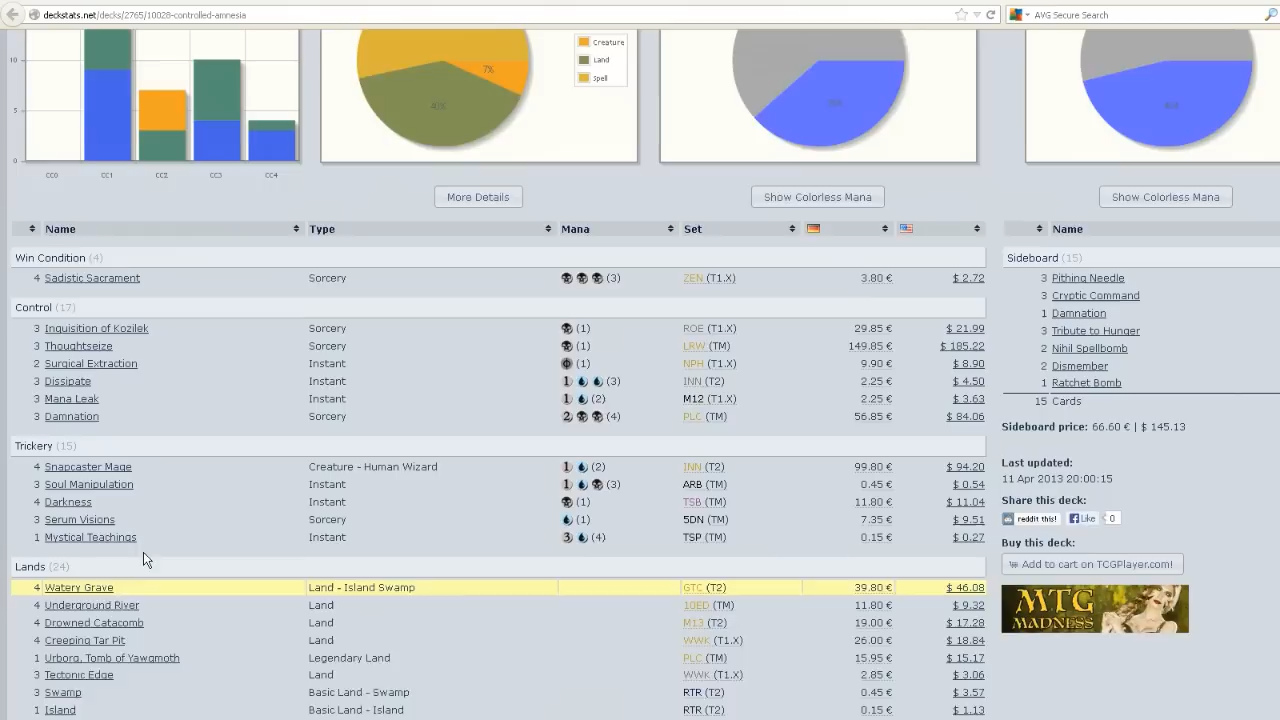 deckstats.net/decks/2765/10028-controlled-amnesia
AVG Secure Search
10
5
0
CC0 CC1 CC2 CC3 CC4
7%
Creature
Land
Spell
More Details
Show Colorless Mana
Show Colorless Mana
Name Type Mana Set
Win Condition (4)
4 Sadistic Sacrament Sorcery (3) ZEN (T1.X) 3.80 € $ 2.72
Control (17)
3 Inquisition of Kozilek Sorcery (1) ROE (T1.X) 29.85 € $ 21.99
3 Thoughtseize Sorcery (1) LRW (TM) 149.85 € $ 185.22
2 Surgical Extraction Instant (1) NPH (T1.X) 9.90 € $ 8.90
3 Dissipate Instant 1 (3) INN (T2) 2.25 € $ 4.50
3 Mana Leak Instant 1 (2) M12 (T1.X) 2.25 € $ 3.63
3 Damnation Sorcery 2 (4) PLC (TM) 56.85 € $ 84.06
Trickery (15)
4 Snapcaster Mage Creature - Human Wizard 1 (2) INN (T2) 99.80 € $ 94.20
3 Soul Manipulation Instant 1 (3) ARB (TM) 0.45 € $ 0.54
4 Darkness Instant (1) TSB (TM) 11.80 € $ 11.04
3 Serum Visions Sorcery (1) 5DN (TM) 7.35 € $ 9.51
1 Mystical Teachings Instant 3 (4) TSP (TM) 0.15 € $ 0.27
Lands (24)
4 Watery Grave Land - Island Swamp GTC (T2) 39.80 € $ 46.08
4 Underground River Land 10ED (TM) 11.80 € $ 9.32
4 Drowned Catacomb Land M13 (T2) 19.00 € $ 17.28
4 Creeping Tar Pit Land WWK (T1.X) 26.00 € $ 18.84
1 Urborg, Tomb of Yawgmoth Legendary Land PLC (TM) 15.95 € $ 15.17
3 Tectonic Edge Land WWK (T1.X) 2.85 € $ 3.06
3 Swamp Basic Land - Swamp RTR (T2) 0.45 € $ 3.57
1 Island Basic Land - Island RTR (T2) 0.15 € $ 1.13
Name
Sideboard (15)
3 Pithing Needle
3 Cryptic Command
1 Damnation
3 Tribute to Hunger
2 Nihil Spellbomb
2 Dismember
1 Ratchet Bomb
15 Cards
Sideboard price: 66.60 € | $ 145.13
Last updated:
11 Apr 2013 20:00:15
Share this deck:
reddit this! Like 0
Buy this deck:
Add to cart on TCGPlayer.com!
MTG
MADNESS